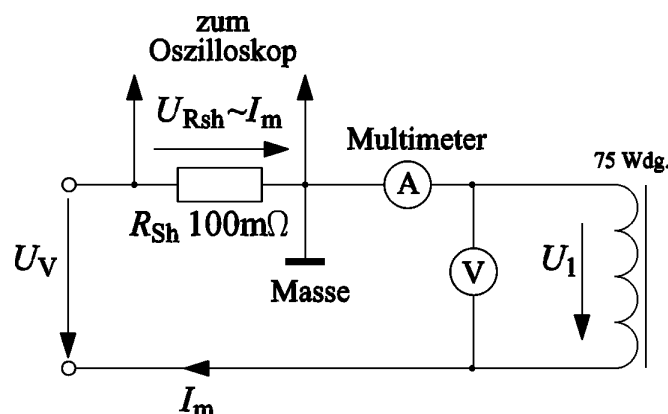 zum
Oszilloskop
U_Rsh~I_m
Multimeter
A
75 Wdg.
R_Sh 100mΩ
U_V
Masse
V
U_1
I_m